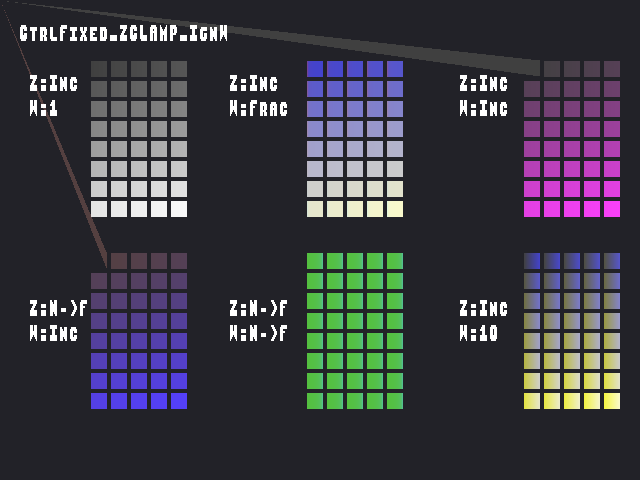 CtrlFixed_ZCLAMP_IgnW
Z:Inc
W:1
Z:Inc
W:frac
Z:Inc
W:Inc
Z:N->f
W:Inc
Z:N->f
W:N->f
Z:Inc
W:10